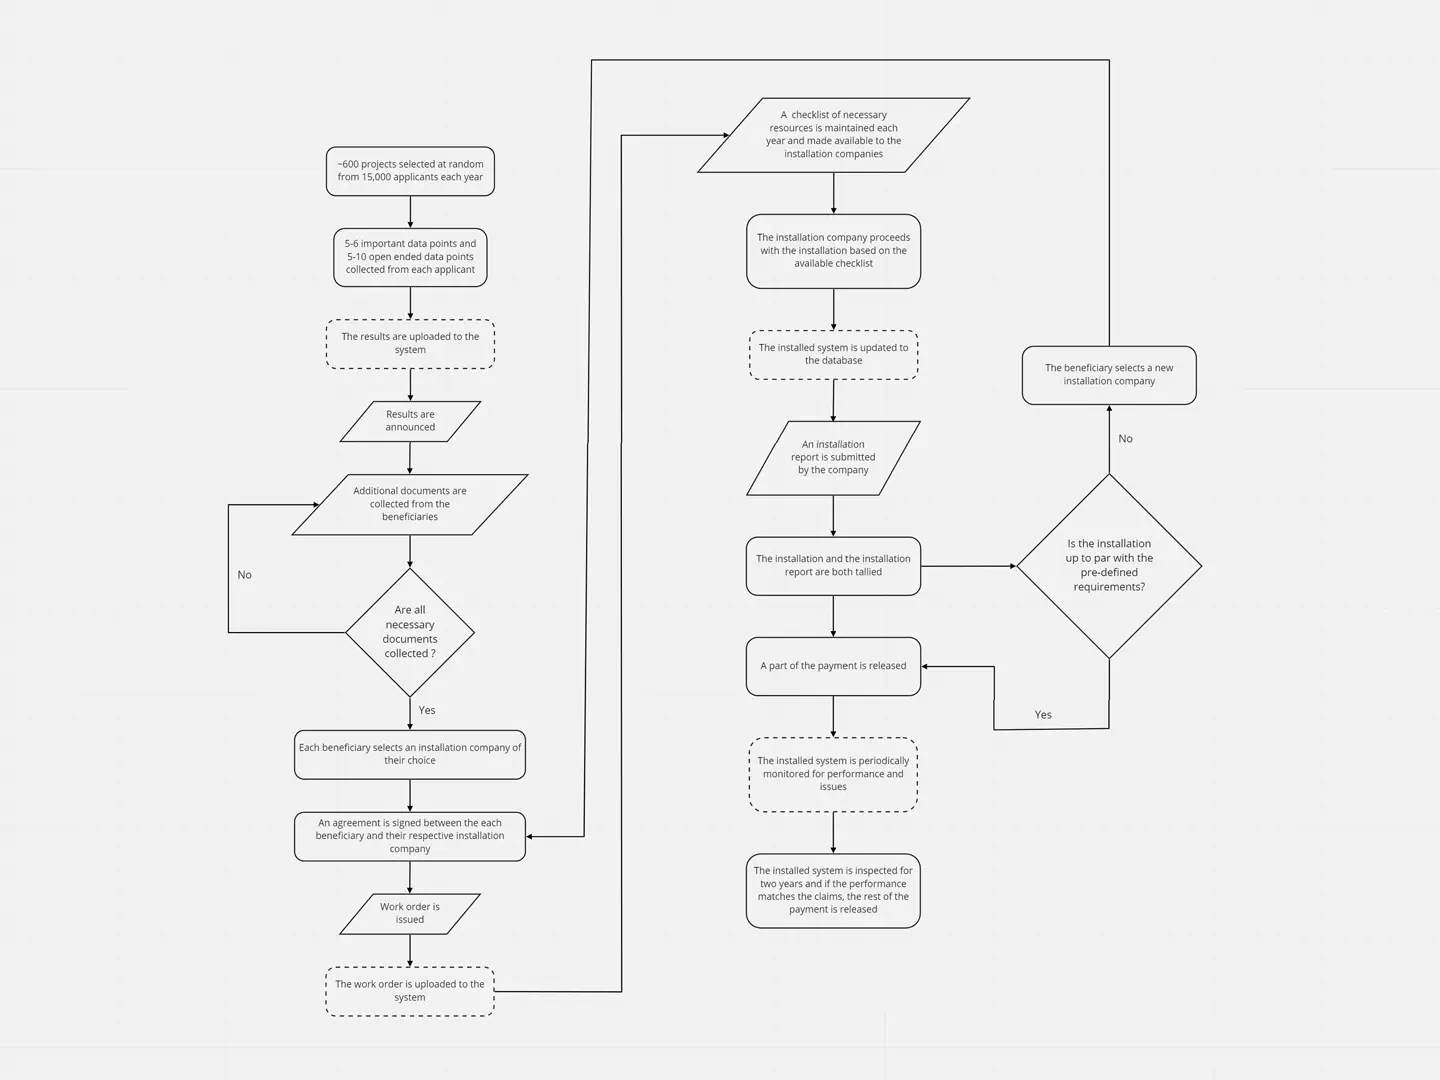 ~600 projects selected at random
from 15,000 applicants each year
5-6 important data points and
5-10 open ended data points
collected from each applicant
The results are uploaded to the
system
Results are
announced
Additional documents are
collected from the
beneficiaries
No
Are all
necessary
documents
collected ?
Yes
Each beneficiary selects an installation company of
their choice
An agreement is signed between the each
beneficiary and their respective installation
company
Work order is
issued
The work order is uploaded to the
system
A checklist of necessary
resources is maintained each
year and made available to the
installation companies
The installation company proceeds
with the installation based on the
available checklist
The installed system is updated to
the database
An installation
report is submitted
by the company
The installation and the installation
report are both tallied
A part of the payment is released
The installed system is periodically
monitored for performance and
issues
The installed system is inspected for
two years and if the performance
matches the claims, the rest of the
payment is released
The beneficiary selects a new
installation company
No
Is the installation
up to par with the
pre-defined
requirements?
Yes